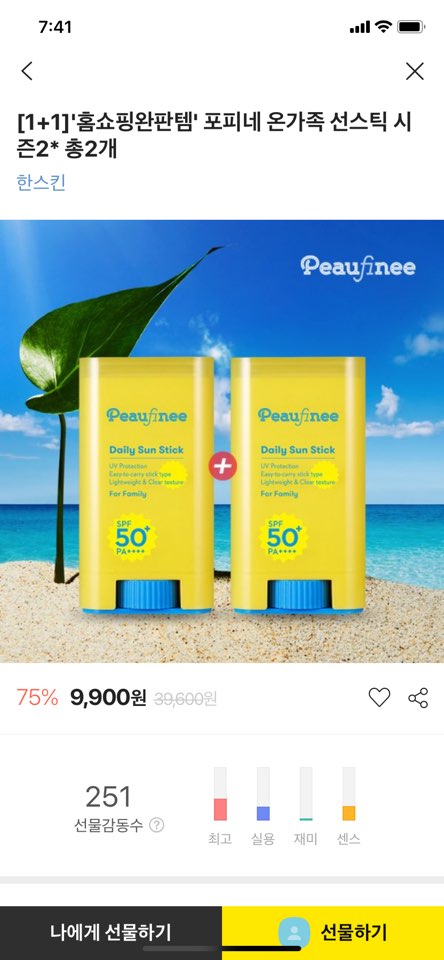 7:41
[1+1]'홈쇼핑완판템' 포피네 온가족 선스틱 시
즌2* 총2개
한스킨
Peaufinee
Peaufinee
Daily Sun Stick
UV Protection
Easy-to-carry stick type
Lightweight & Clear texture
For Family
SPF
50+
PA++++
+
Peaufinee
Daily Sun Stick
UV Protection
Easy-to-carry stick type
Lightweight & Clear texture
For Family
SPF
50+
PA++++
75% 9,900원 39,600원
251
선물감동수 ?
최고 실용 재미 센스
나에게 선물하기 선물하기